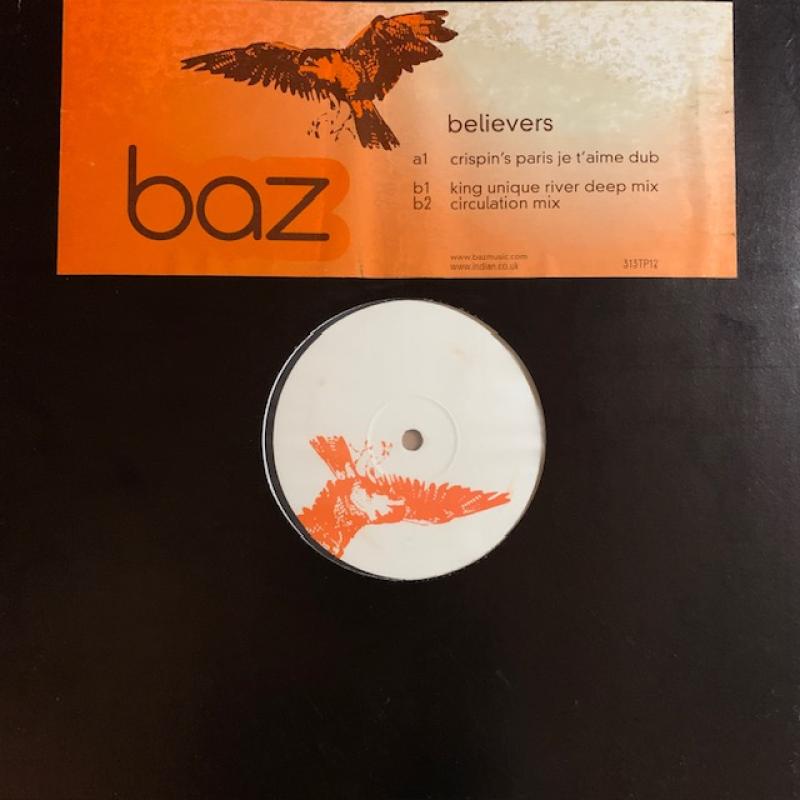 baz
believers
a1 crispin's paris je t'aime dub
b1 king unique river deep mix
b2 circulation mix
www.bazmusic.com
www.indian.co.uk
313TP12